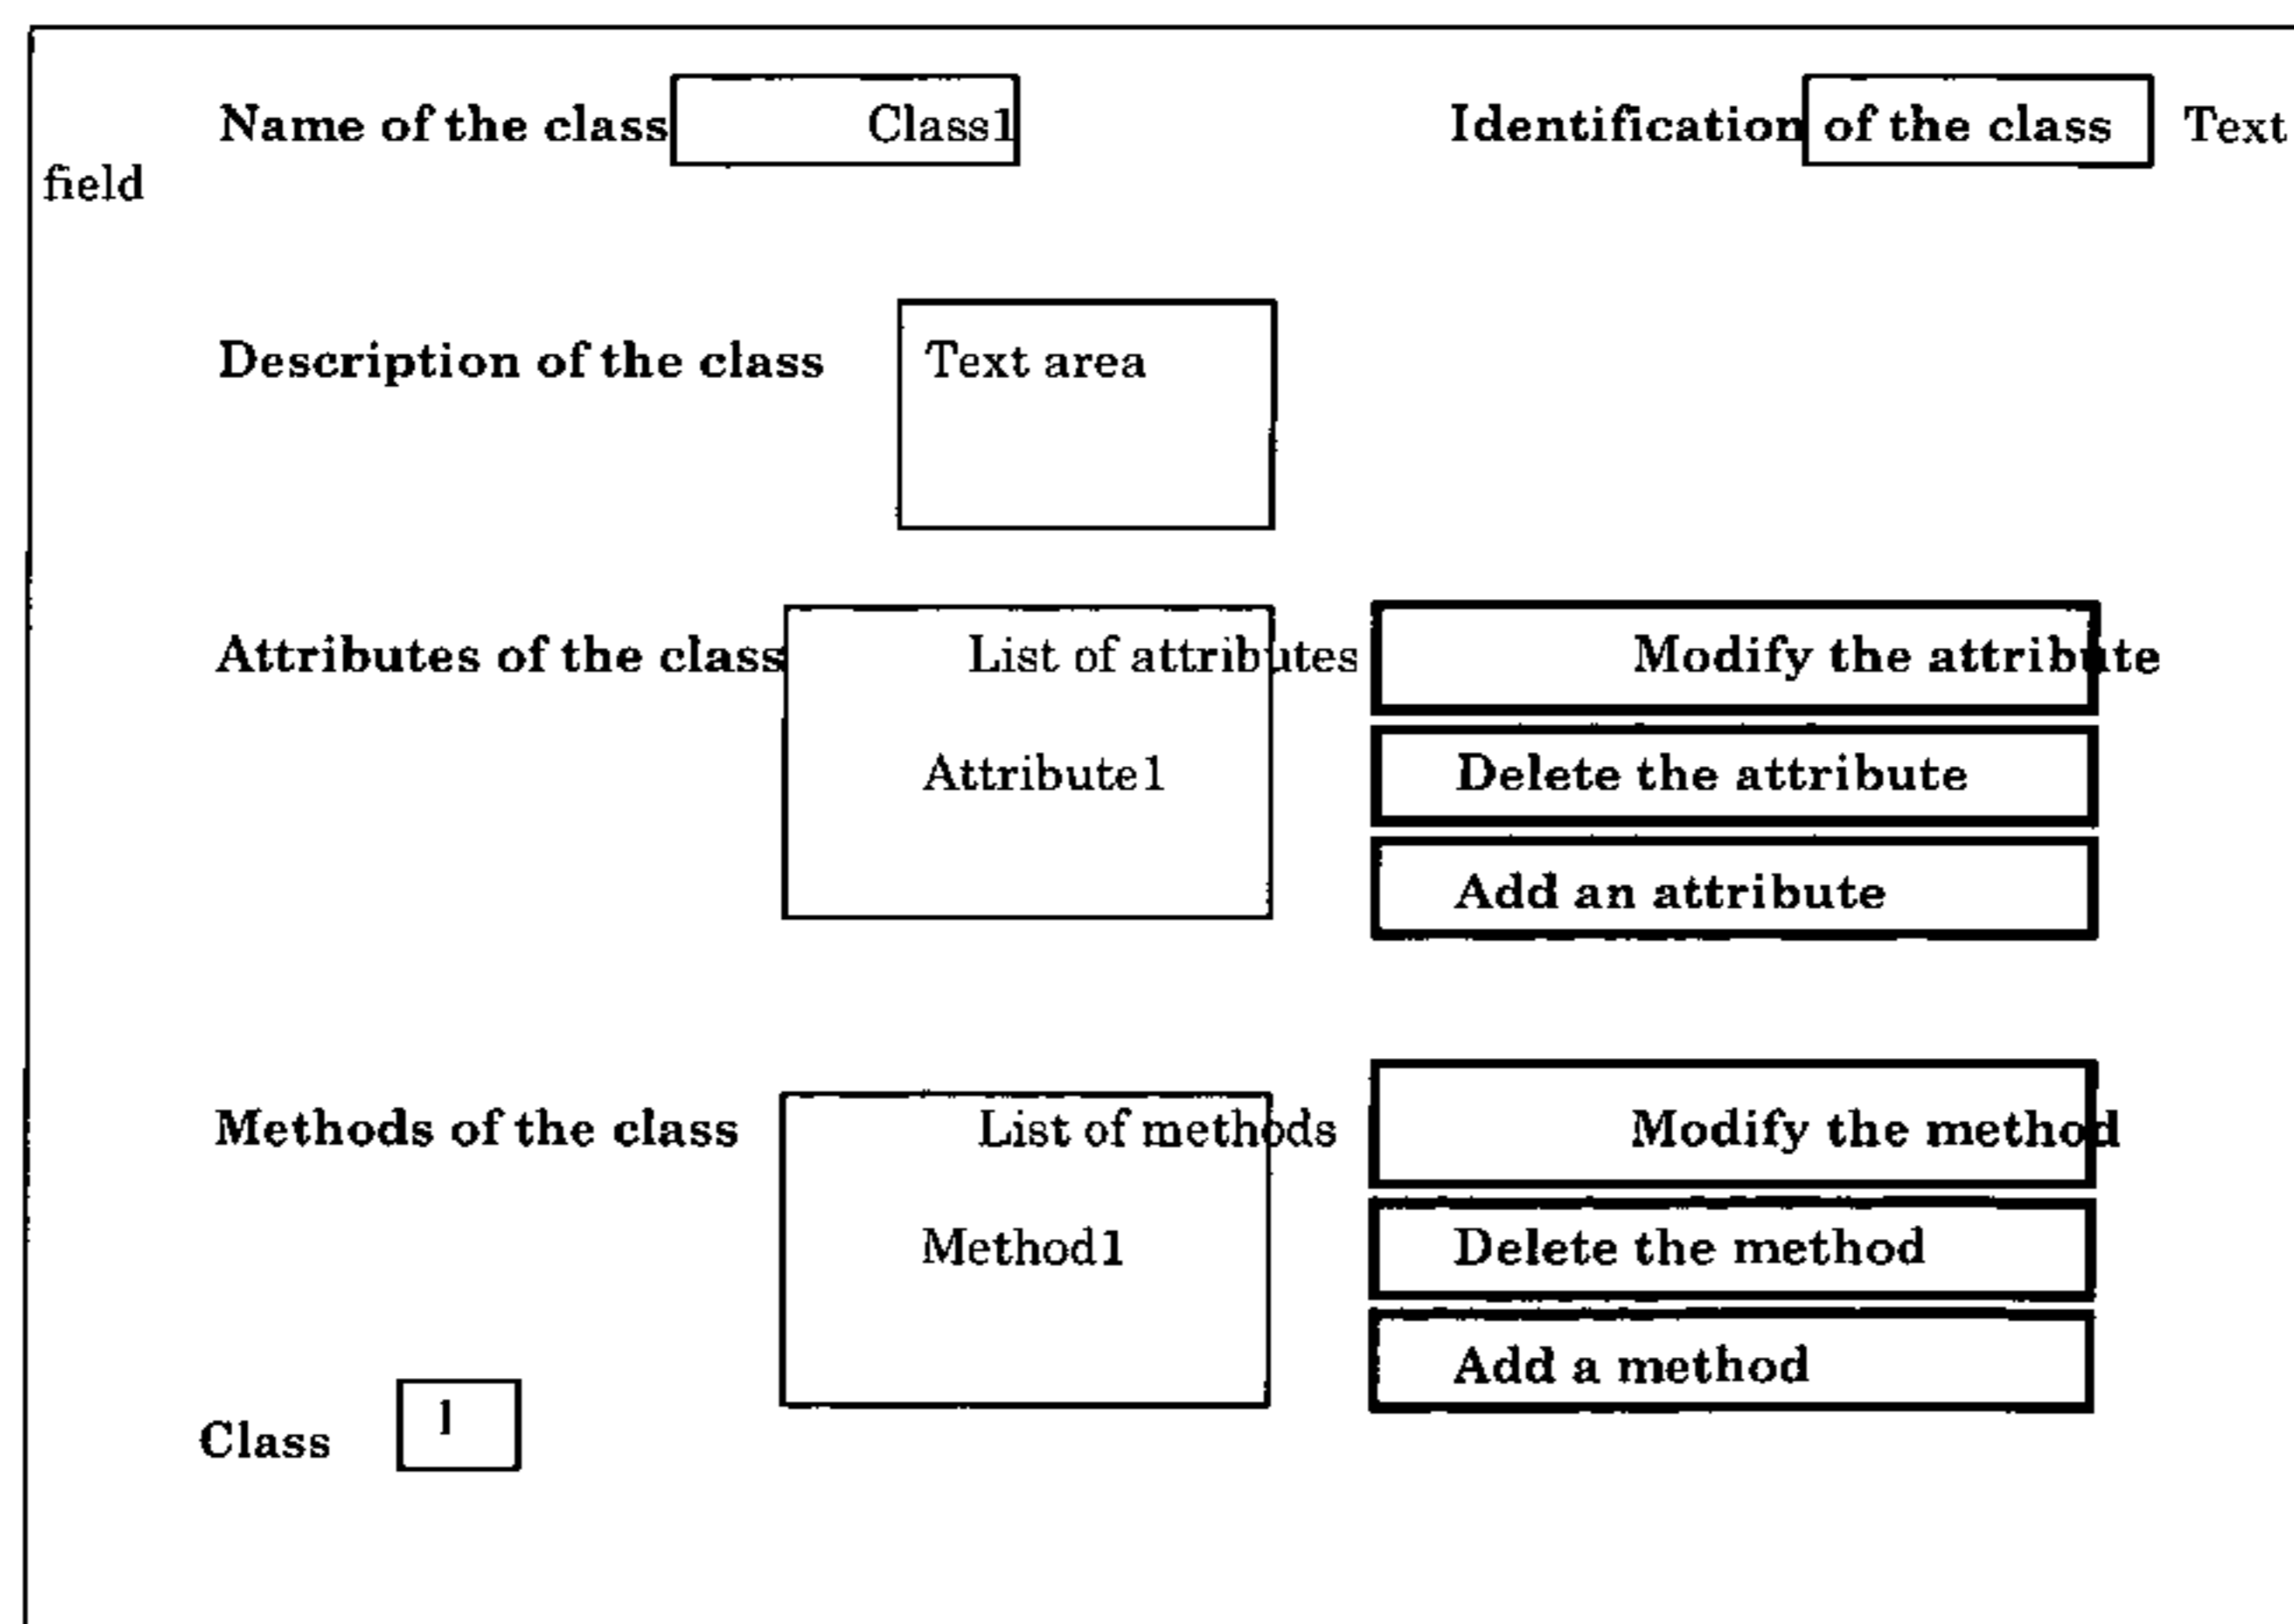 Name of the class Class1 Identification of the class Text
field
Description of the class Text area
Attributes of the class List of attributes Modify the attribute
Attribute1 Delete the attribute
Add an attribute
Methods of the class List of methods Modify the method
Method1 Delete the method
Add a method
Class 1